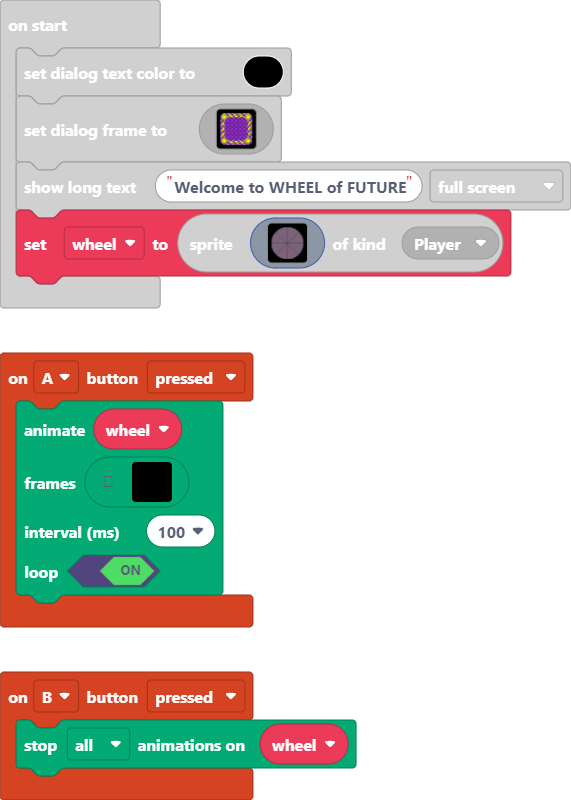 on start
set dialog text color to
set dialog frame to
show long text "Welcome to WHEEL of FUTURE" full screen
set wheel to sprite of kind Player
on A button pressed
animate wheel
frames
interval (ms) 100
loop ON
on B button pressed
stop all animations on wheel